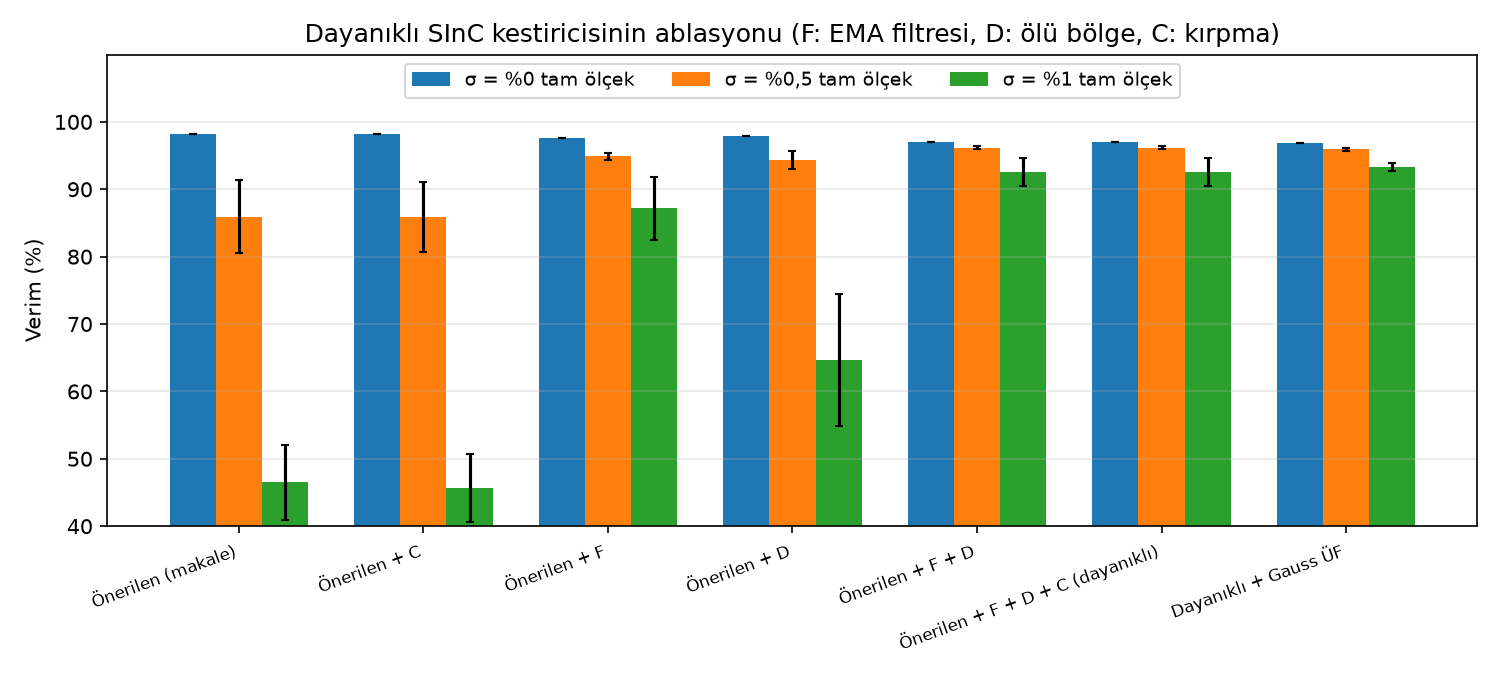 Dayanıklı SInC kestiricisinin ablasyonu (F: EMA filtresi, D: ölü bölge, C: kırpma)
σ = %0 tam ölçek
σ = %0,5 tam ölçek
σ = %1 tam ölçek
Verim (%)
100
90
80
70
60
50
40
Önerilen (makale)
Önerilen + C
Önerilen + F
Önerilen + D
Önerilen + F + D
Önerilen + F + D + C (dayanıklı)
Dayanıklı + Gauss ÜF